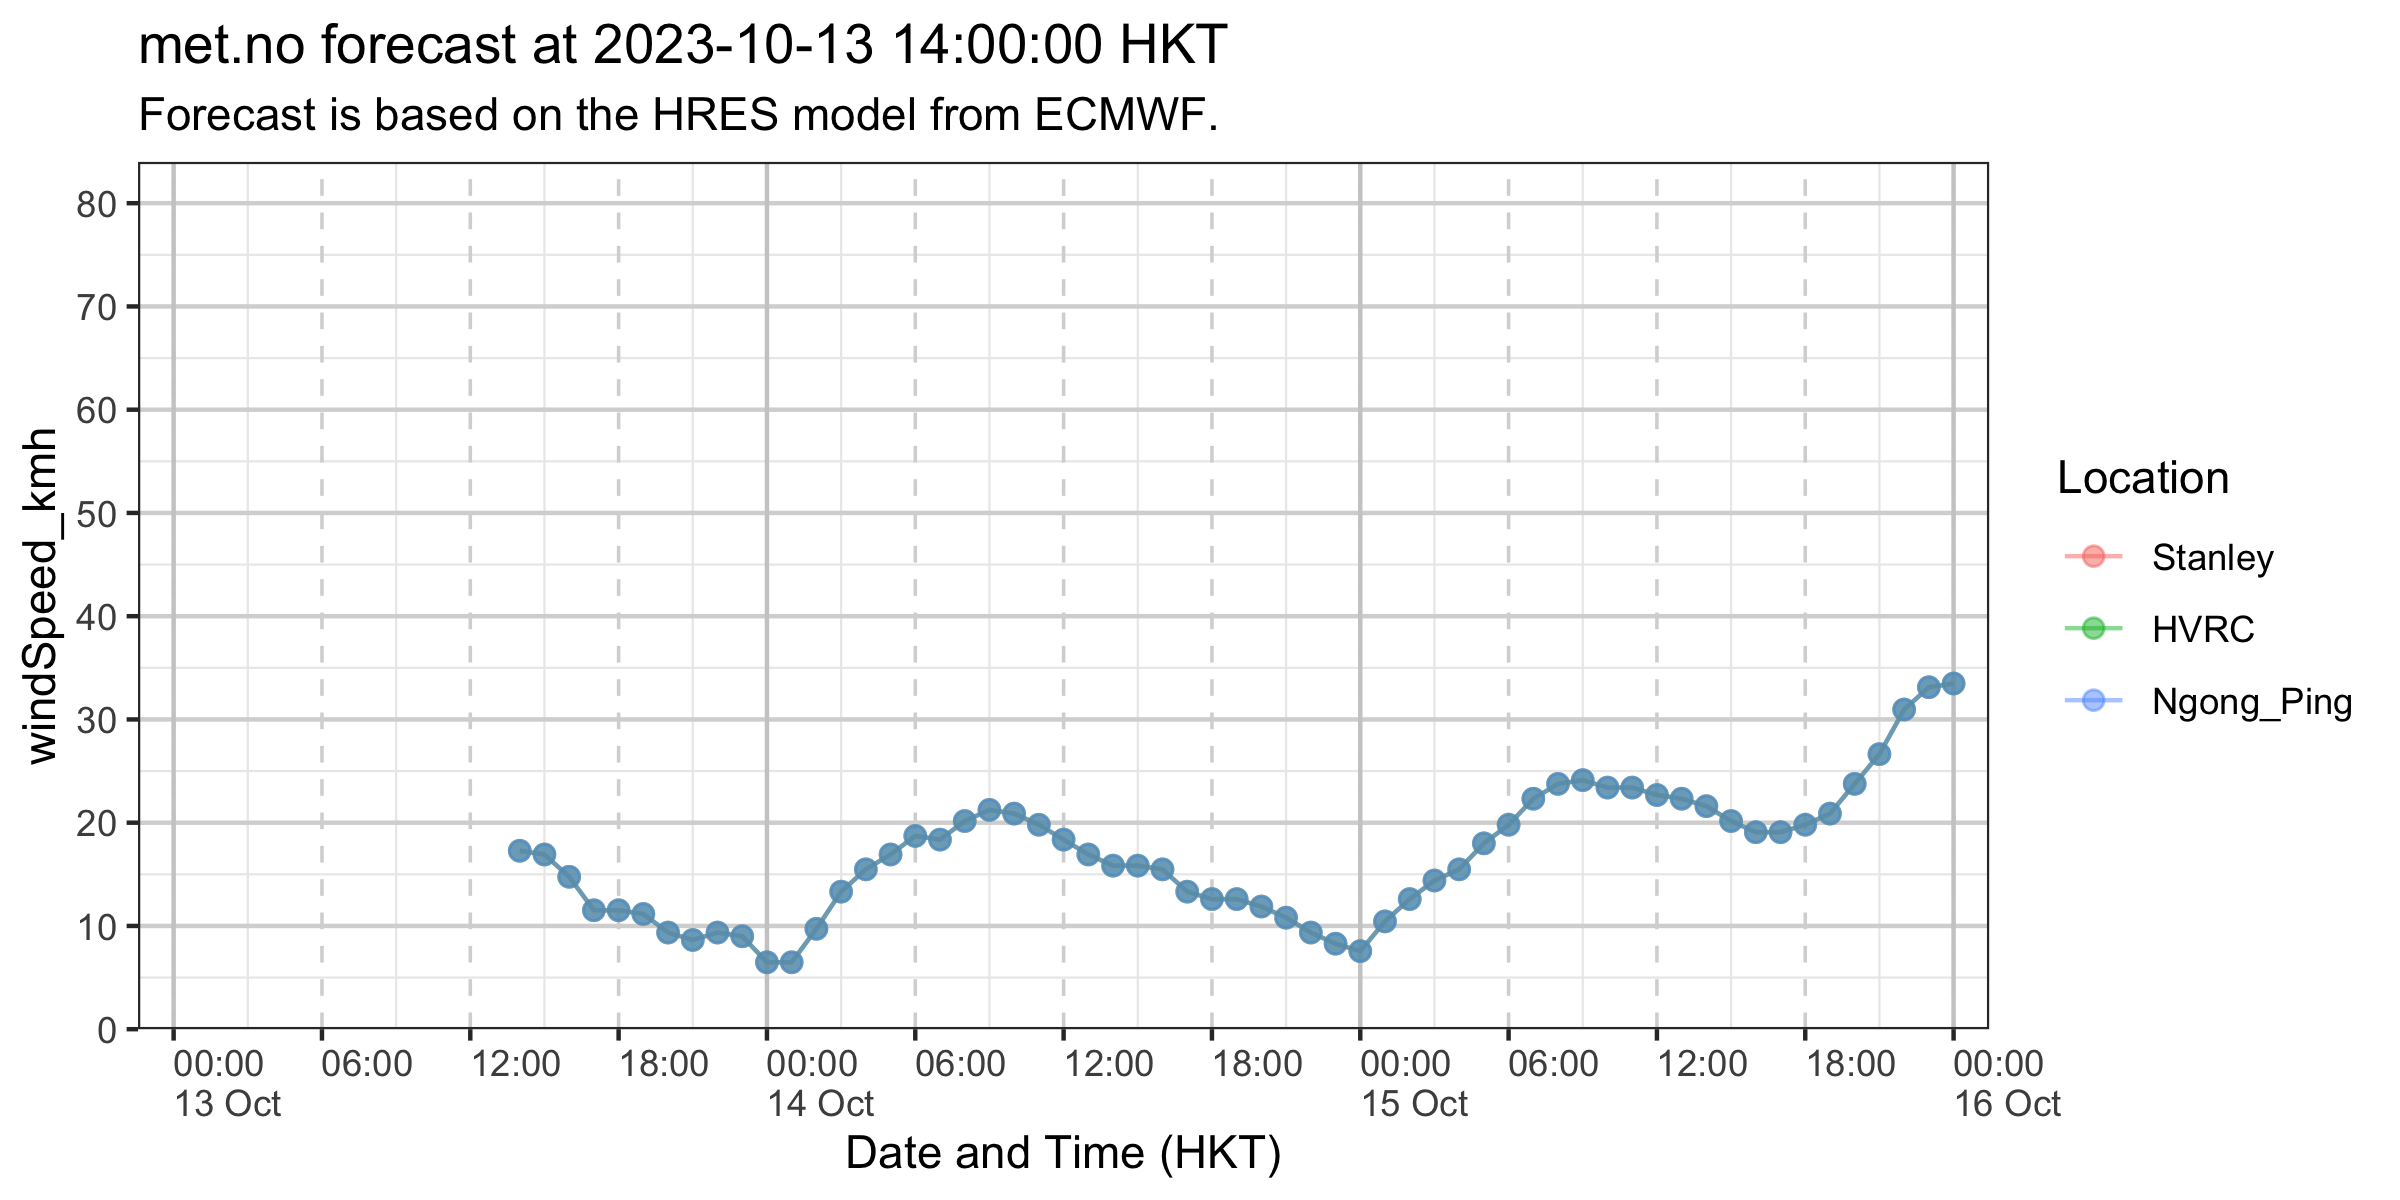 met.no forecast at 2023-10-13 14:00:00 HKT
Forecast is based on the HRES model from ECMWF.
windSpeed_kmh
80
70
60
50
40
30
20
10
0
00:00 06:00 12:00 18:00 00:00 06:00 12:00 18:00 00:00 06:00 12:00 18:00 00:00
13 Oct 14 Oct 15 Oct 16 Oct
Date and Time (HKT)
Location
Stanley
HVRC
Ngong_Ping